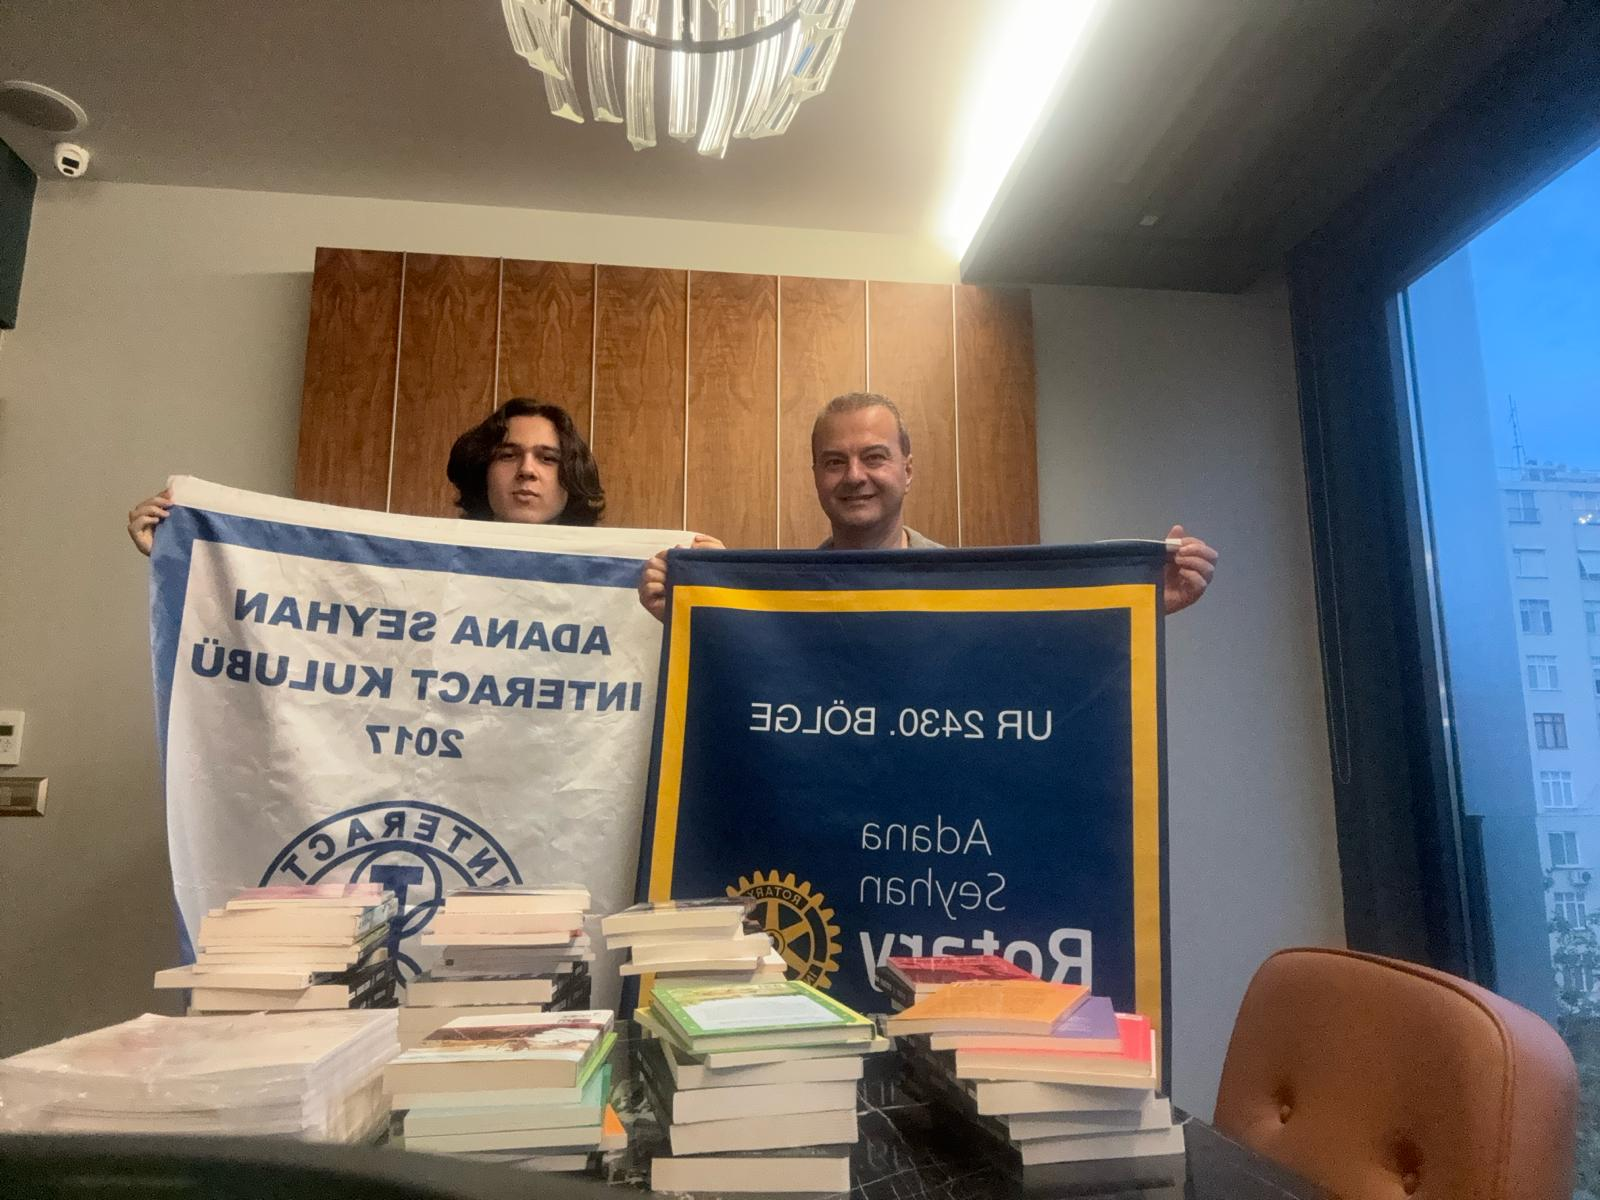 ADANA SEYHAN
INTERACT KULUBÜ
2017
INTERACT
UR 2430. BÖLGE
Adana
Seyhan
Rotary
ROTARY